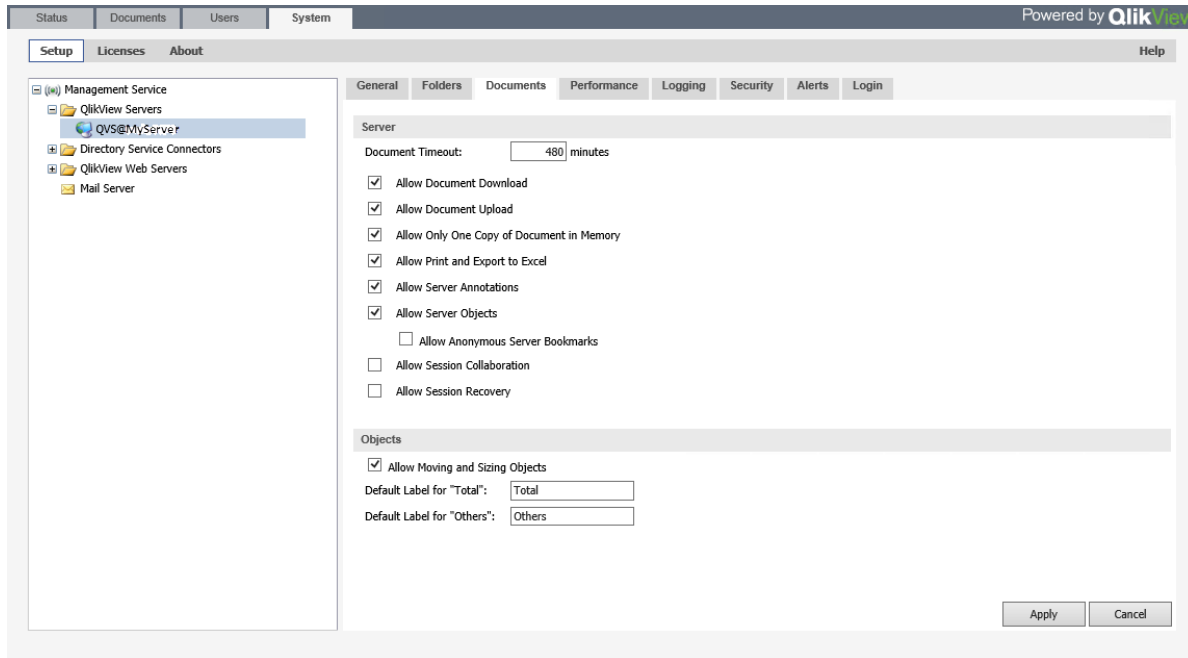 Status Documents Users System Powered by QlikView
Setup Licenses About Help
Management Service
QlikView Servers
QVS@MyServer
Directory Service Connectors
QlikView Web Servers
Mail Server
General Folders Documents Performance Logging Security Alerts Login
Server
Document Timeout: 480 minutes
Allow Document Download
Allow Document Upload
Allow Only One Copy of Document in Memory
Allow Print and Export to Excel
Allow Server Annotations
Allow Server Objects
Allow Anonymous Server Bookmarks
Allow Session Collaboration
Allow Session Recovery
Objects
Allow Moving and Sizing Objects
Default Label for "Total": Total
Default Label for "Others": Others
Apply Cancel